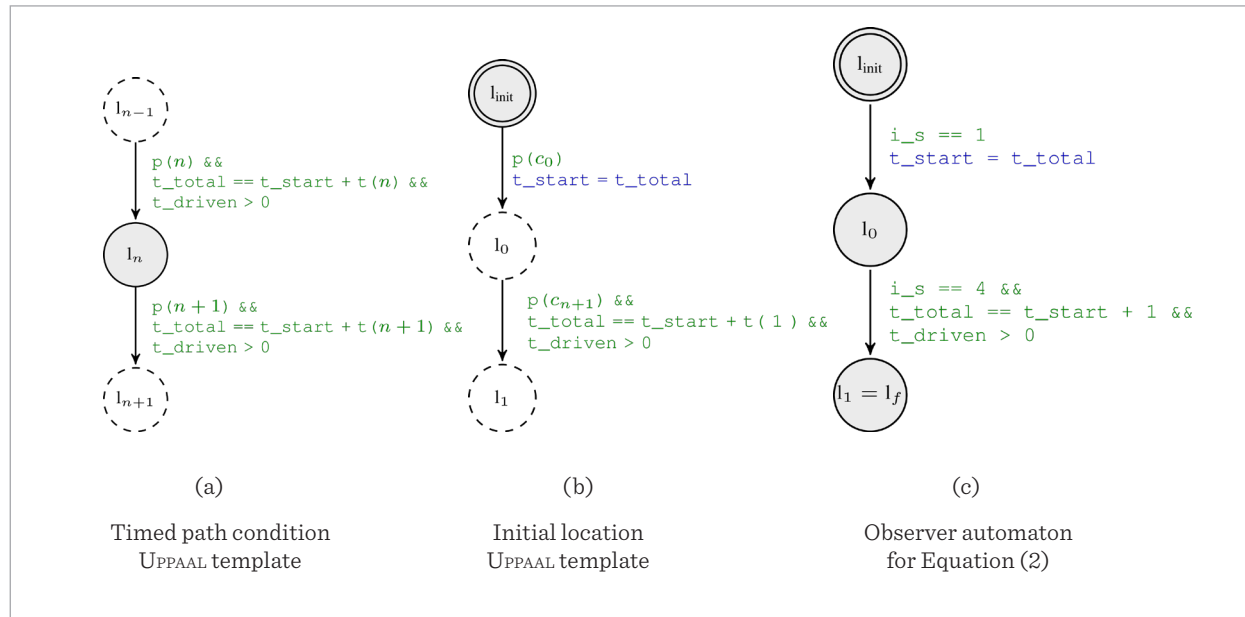 l_{n−1}
p(n) &&
t_total == t_start + t(n) &&
t_driven > 0
l_n
p(n + 1) &&
t_total == t_start + t(n + 1) &&
t_driven > 0
l_{n+1}
(a)
Timed path condition
UPPAAL template
l_init
p(c_0)
t_start = t_total
l_0
p(c_{n+1}) &&
t_total == t_start + t( 1 ) &&
t_driven > 0
l_1
(b)
Initial location
UPPAAL template
l_init
i_s == 1
t_start = t_total
l_0
i_s == 4 &&
t_total == t_start + 1 &&
t_driven > 0
l_1 = l_f
(c)
Observer automaton
for Equation (2)